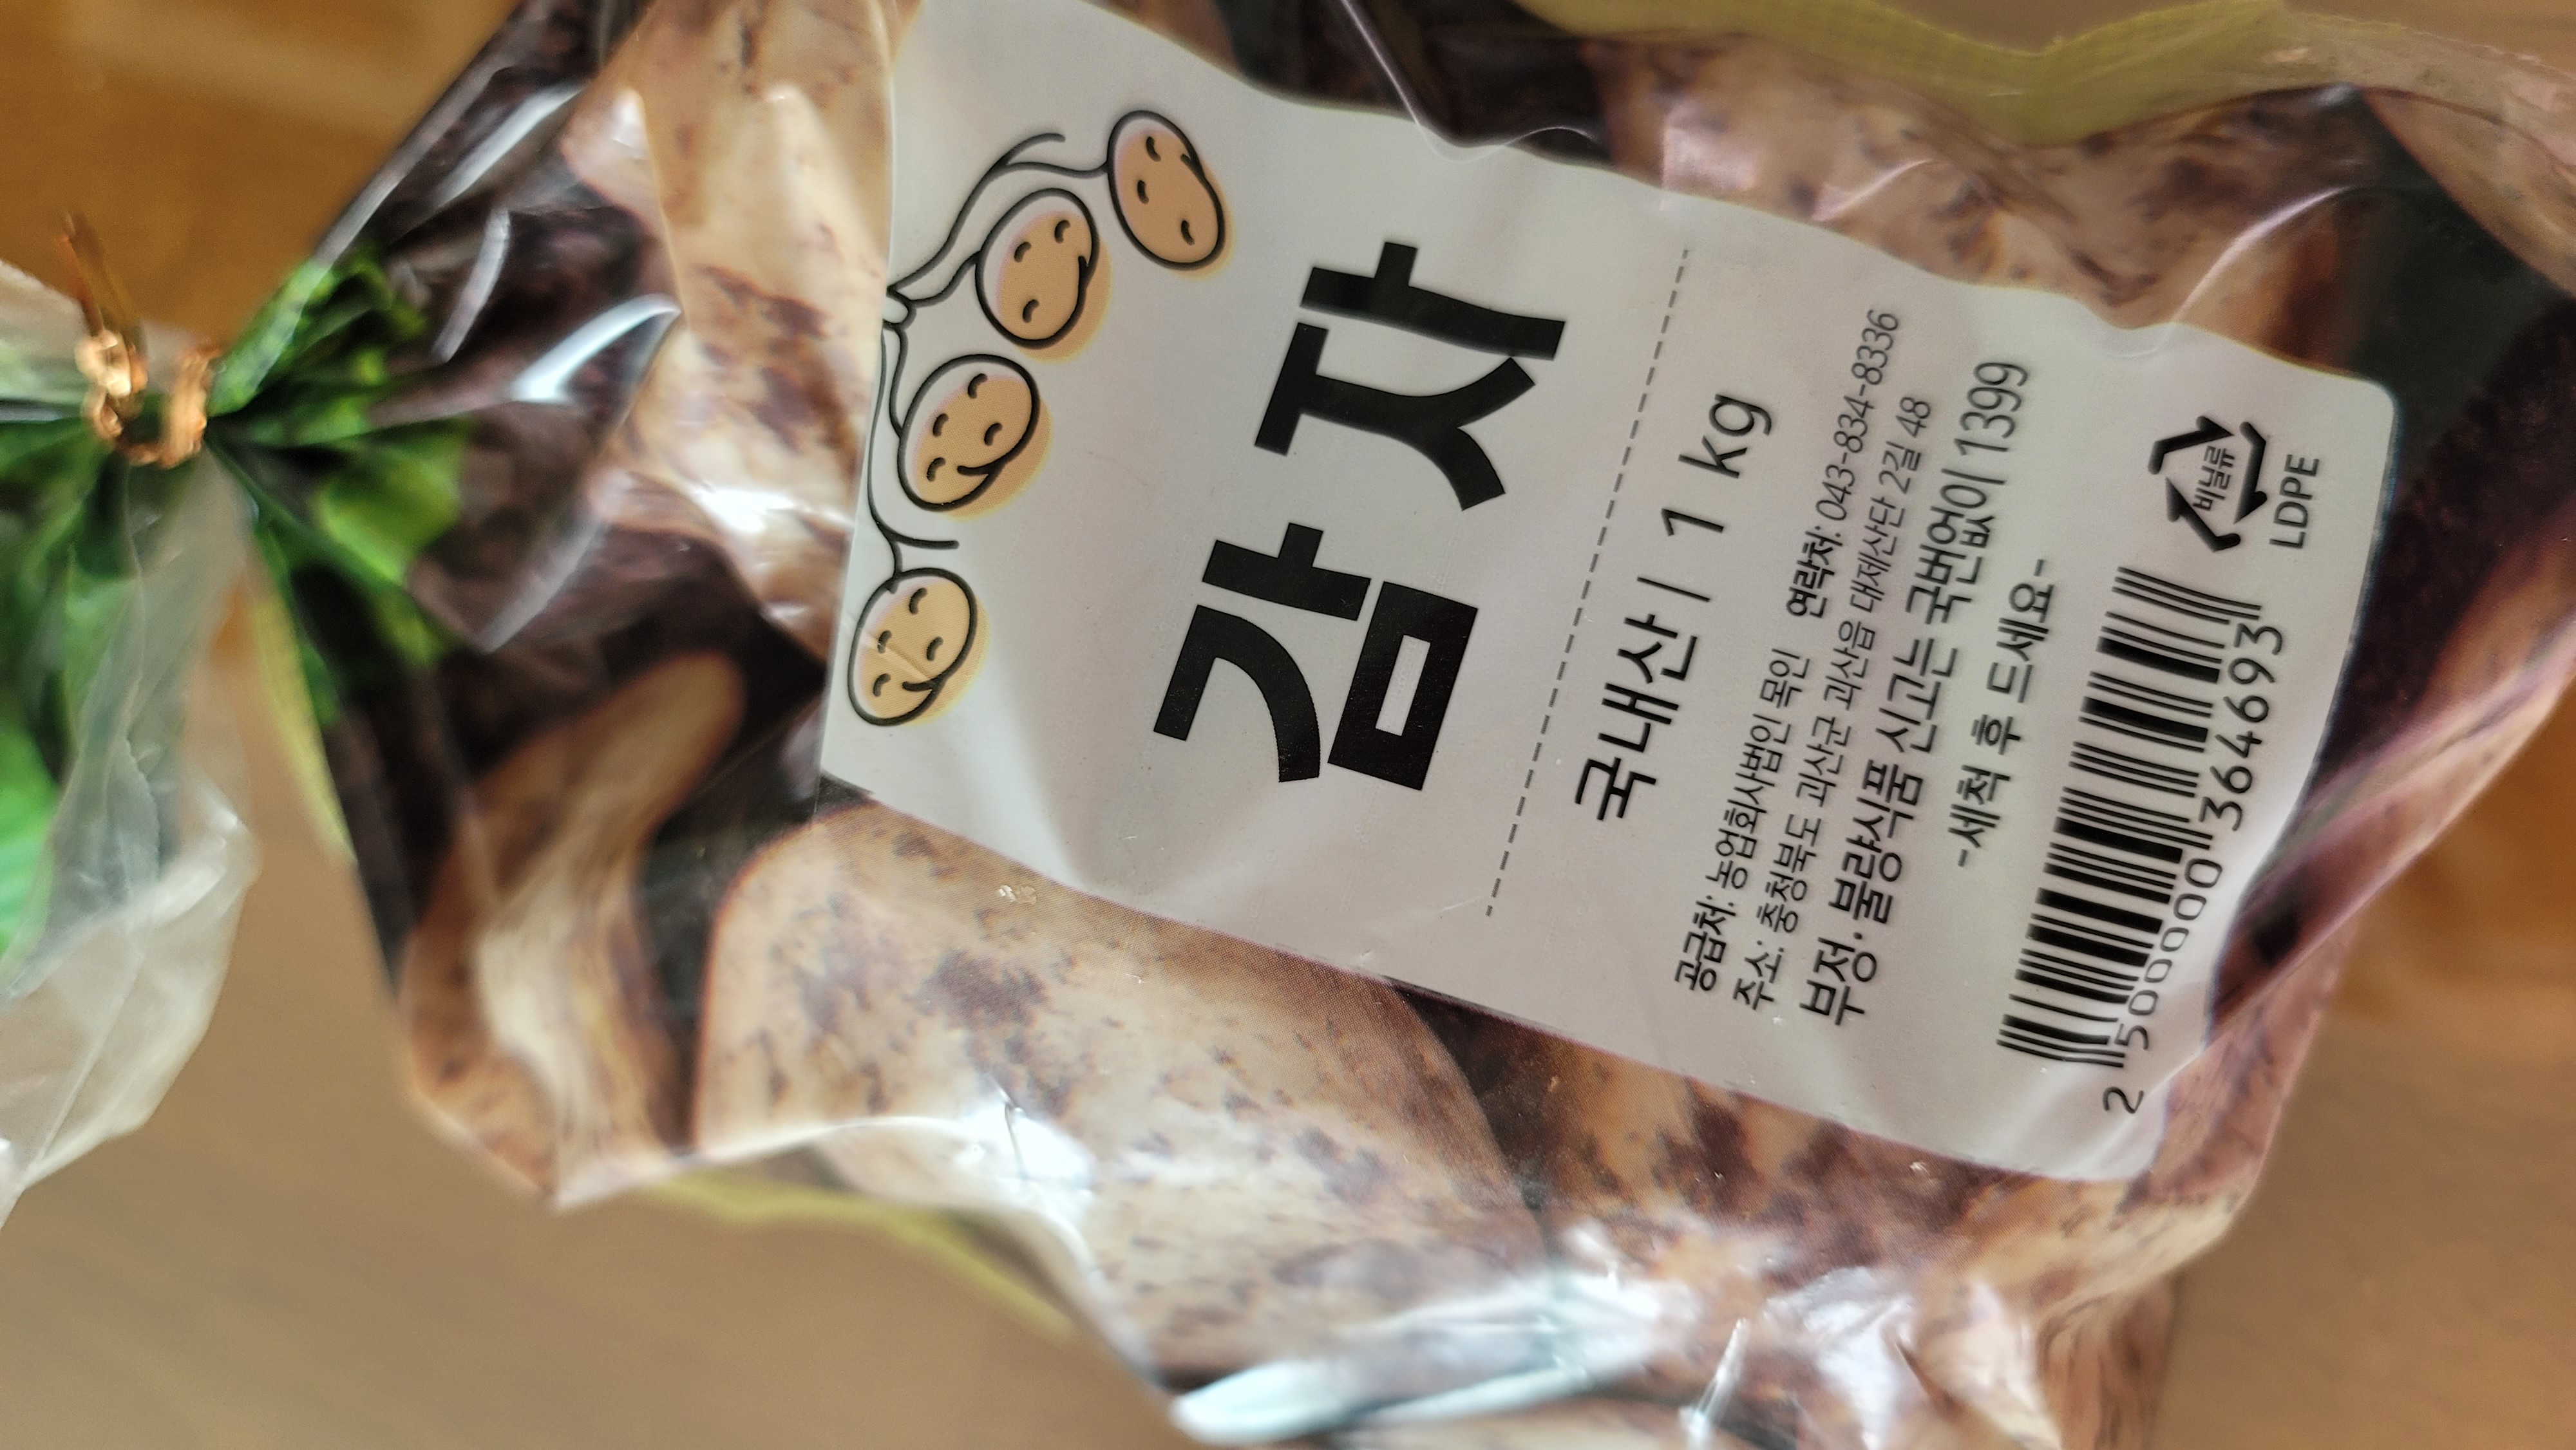 감자
국내산 | 1 kg
공급처: 농업회사법인 목인 연락처: 043-834-8336
주소: 충청북도 괴산군 괴산읍 대제산단 2길 48
부정·불량식품 신고는 국번없이 1399
-세척 후 드세요-
2 500000 364693
비닐류
LDPE